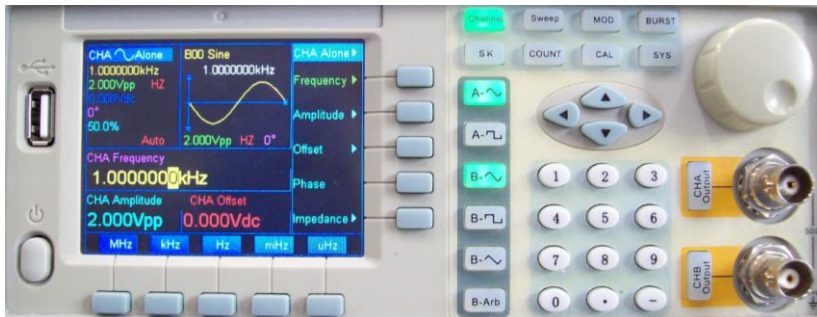 CHA Alone
1.0000000kHz
2.000Vpp HZ
0.000Vdc
0°
50.0%
Auto
B00 Sine
1.0000000kHz
2.000Vpp HZ 0°
CHA Alone
Frequency
Amplitude
Offset
Phase
Impedance
CHA Frequency
1.0000000kHz
CHA Amplitude CHA Offset
2.000Vpp 0.000Vdc
MHz kHz Hz mHz uHz
Channel Sweep MOD BURST
SK COUNT CAL SYS
A-
A-
B-
B-
B-
B-Arb
1 2 3
4 5 6
7 8 9
0 · −
CHA
Output
CHB
Output